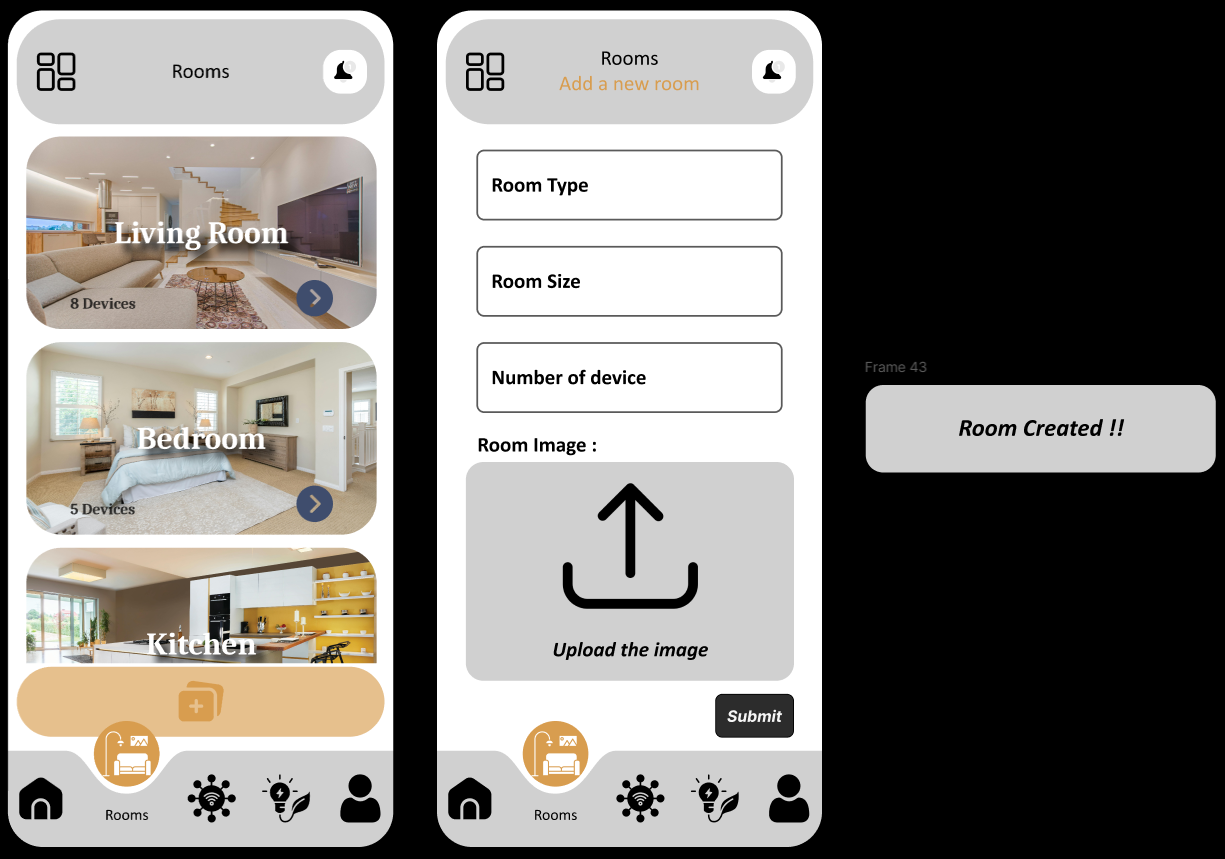 Rooms
Living Room
8 Devices
Bedroom
5 Devices
Kitchen
Rooms
Rooms
Add a new room
Room Type
Room Size
Number of device
Room Image :
Upload the image
Submit
Rooms
Frame 43
Room Created !!